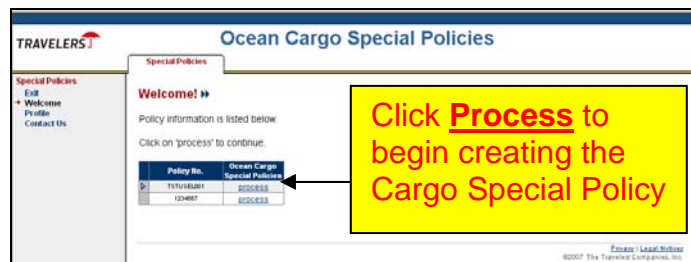 TRAVELERS
Ocean Cargo Special Policies
Special Policies
Special Policies
Exit
Welcome
Profile
Contact Us
Welcome!
Policy information is listed below.
Click on 'process' to continue.
Policy No.
Ocean Cargo
Special Policies
process
1234567
process
Click Process to
begin creating the
Cargo Special Policy
Privacy | Legal Notices
©2007 The Travelers Companies, Inc.